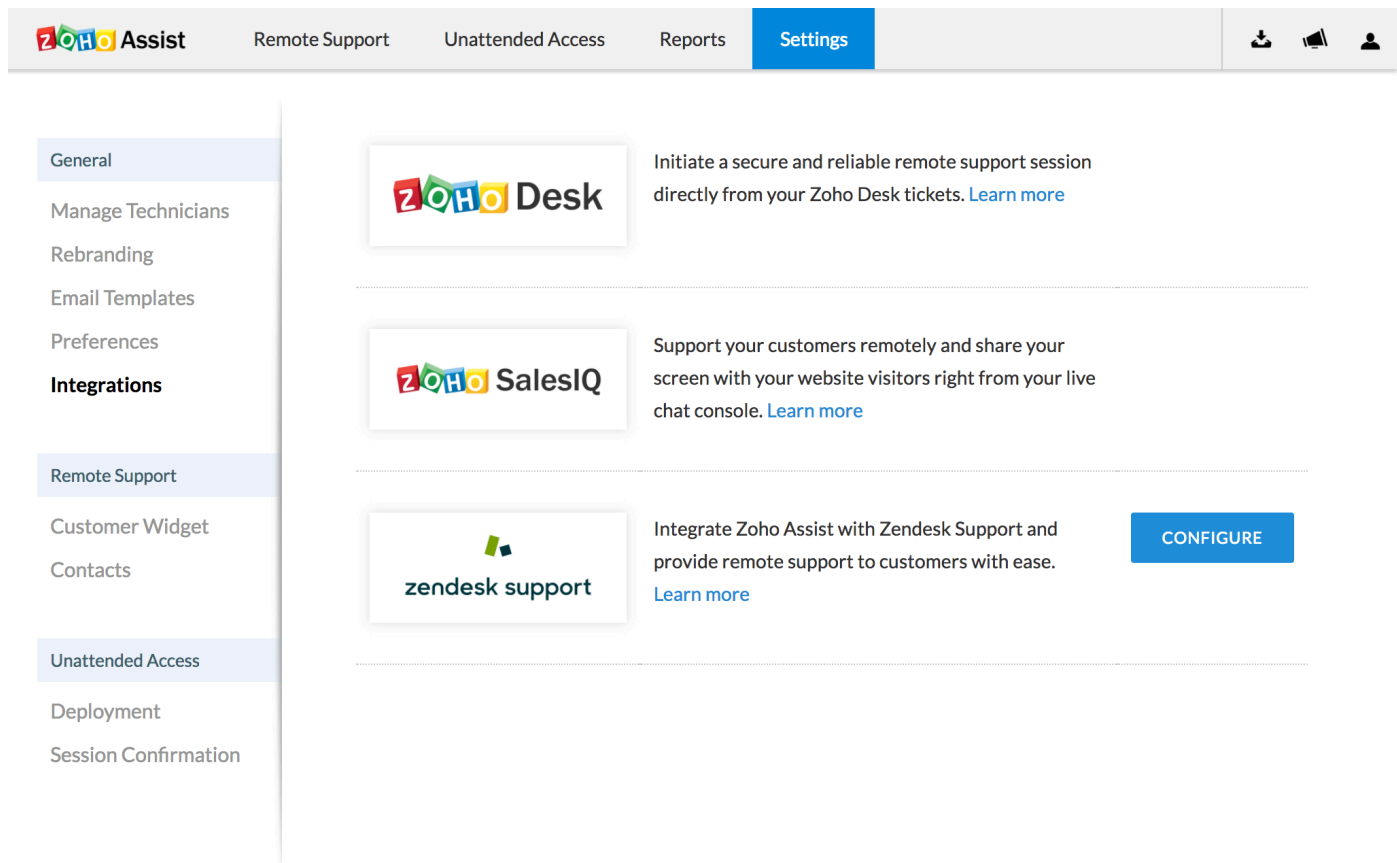 ZOHO Assist
Remote Support
Unattended Access
Reports
Settings
General
Manage Technicians
Rebranding
Email Templates
Preferences
Integrations
Remote Support
Customer Widget
Contacts
Unattended Access
Deployment
Session Confirmation
ZOHO Desk
Initiate a secure and reliable remote support session
directly from your Zoho Desk tickets. Learn more
ZOHO SalesIQ
Support your customers remotely and share your
screen with your website visitors right from your live
chat console. Learn more
zendesk support
Integrate Zoho Assist with Zendesk Support and
provide remote support to customers with ease.
Learn more
CONFIGURE